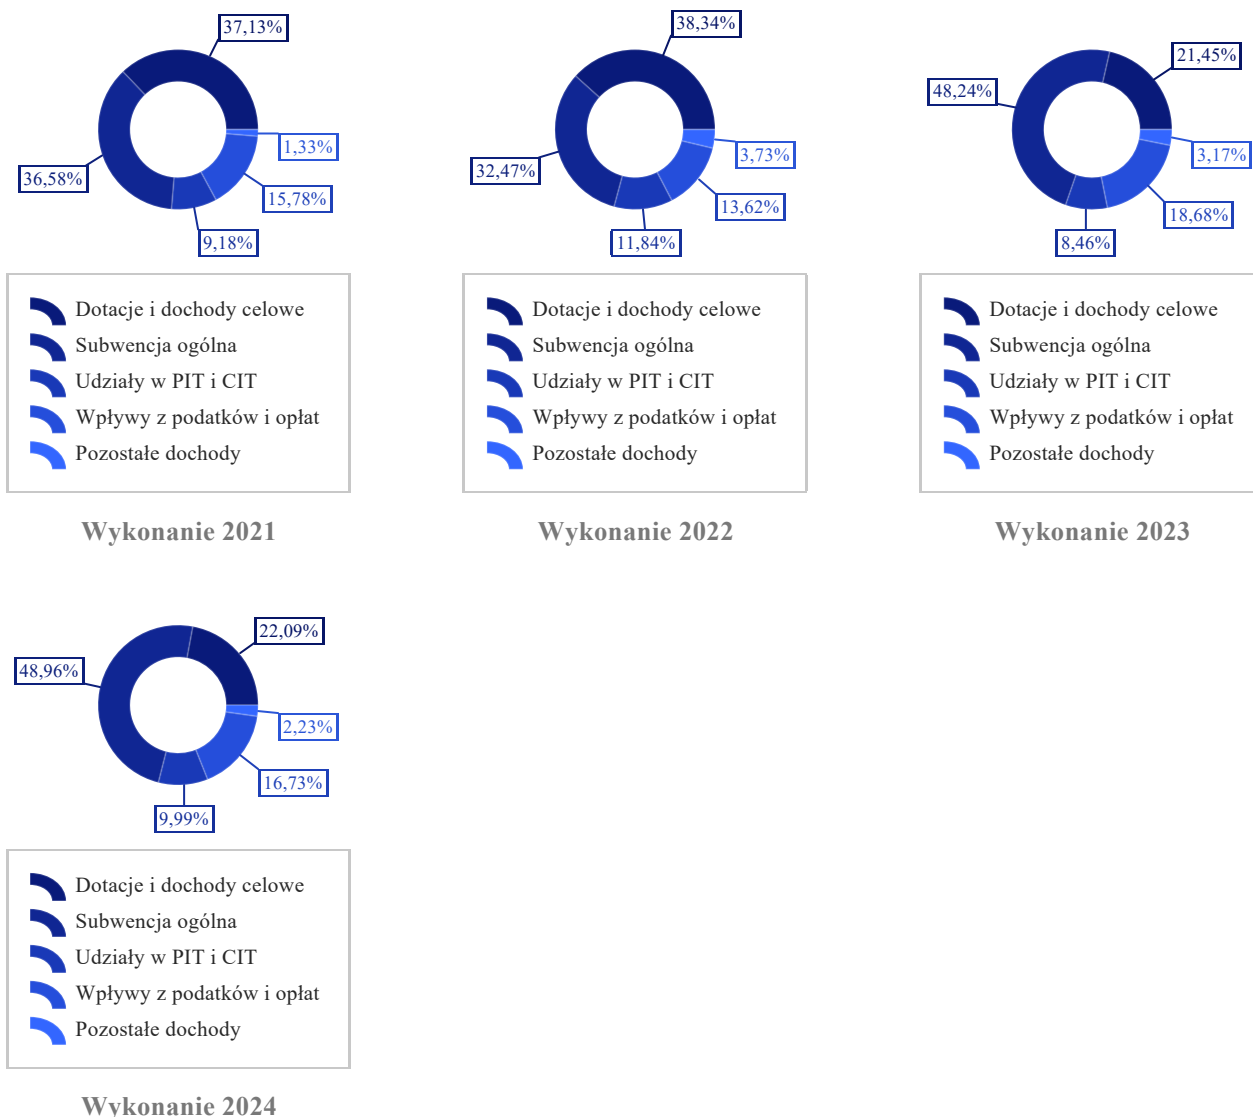 37,13%
36,58%
1,33%
15,78%
9,18%
Dotacje i dochody celowe
Subwencja ogólna
Udziały w PIT i CIT
Wpływy z podatków i opłat
Pozostałe dochody
Wykonanie 2021
38,34%
32,47%
3,73%
13,62%
11,84%
Dotacje i dochody celowe
Subwencja ogólna
Udziały w PIT i CIT
Wpływy z podatków i opłat
Pozostałe dochody
Wykonanie 2022
21,45%
48,24%
3,17%
18,68%
8,46%
Dotacje i dochody celowe
Subwencja ogólna
Udziały w PIT i CIT
Wpływy z podatków i opłat
Pozostałe dochody
Wykonanie 2023
22,09%
48,96%
2,23%
16,73%
9,99%
Dotacje i dochody celowe
Subwencja ogólna
Udziały w PIT i CIT
Wpływy z podatków i opłat
Pozostałe dochody
Wykonanie 2024